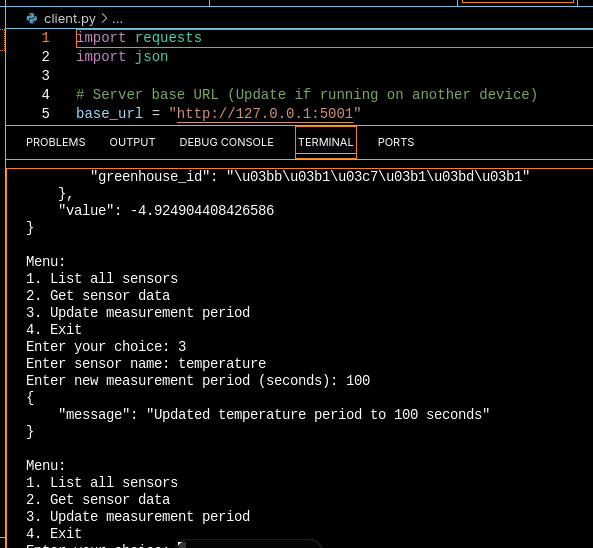 client.py > ...
1 import requests
2 import json
3
4 # Server base URL (Update if running on another device)
5 base_url = "http://127.0.0.1:5001"
PROBLEMS OUTPUT DEBUG CONSOLE TERMINAL PORTS
"greenhouse_id": "\u03bb\u03b1\u03c7\u03b1\u03bd\u03b1"
},
"value": -4.924904408426586
}
Menu:
1. List all sensors
2. Get sensor data
3. Update measurement period
4. Exit
Enter your choice: 3
Enter sensor name: temperature
Enter new measurement period (seconds): 100
{
"message": "Updated temperature period to 100 seconds"
}
Menu:
1. List all sensors
2. Get sensor data
3. Update measurement period
4. Exit
Enter your choice: